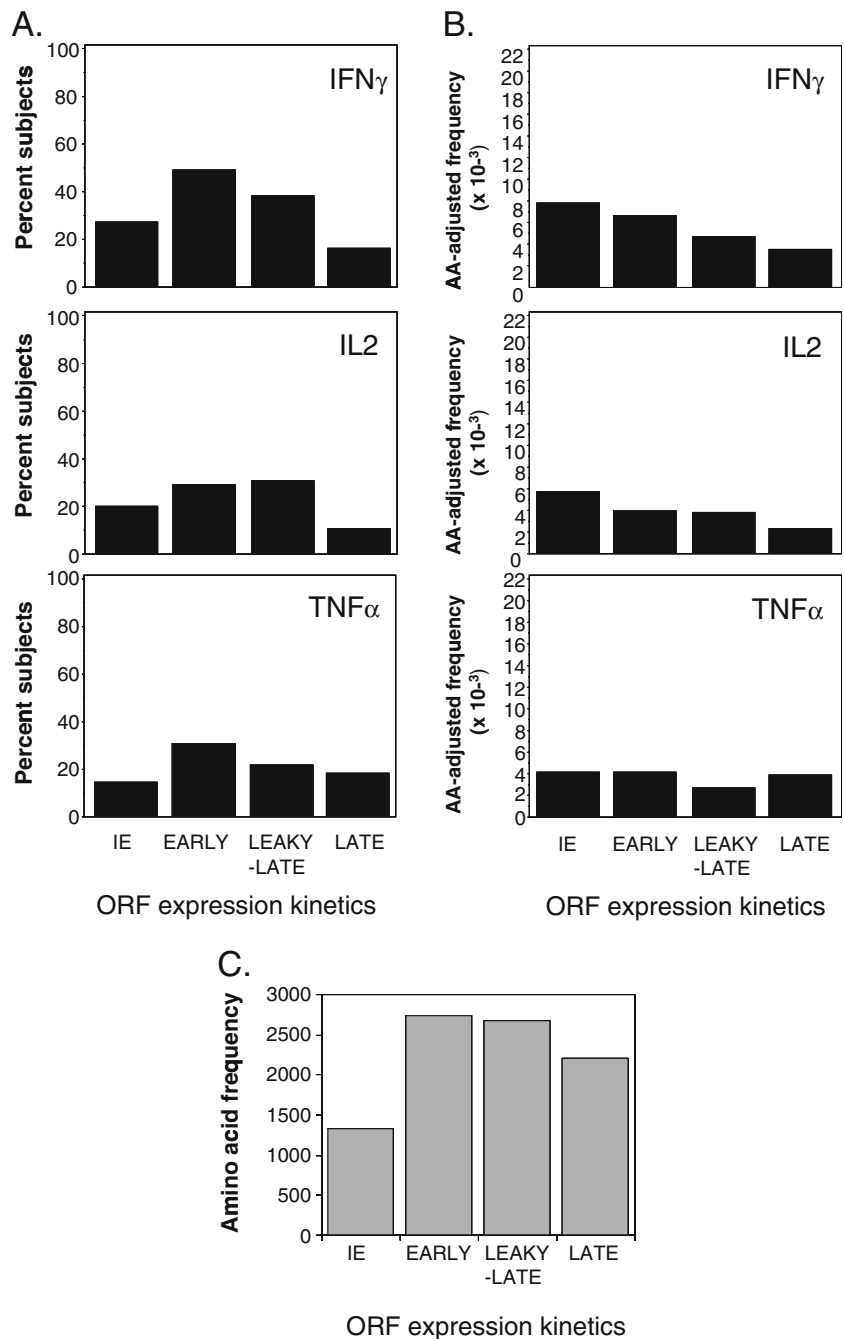 A.
100
80
60
40
20
0
Percent subjects
IFNγ
100
80
60
40
20
0
Percent subjects
IL2
100
80
60
40
20
0
Percent subjects
TNFα
IE EARLY LEAKY-LATE LATE
ORF expression kinetics
B.
22
20
18
16
14
12
10
8
6
4
2
0
AA-adjusted frequency
(x 10-³)
IFNγ
22
20
18
16
14
12
10
8
6
4
2
0
AA-adjusted frequency
(x 10-³)
IL2
22
20
18
16
14
12
10
8
6
4
2
0
AA-adjusted frequency
(x 10-³)
TNFα
IE EARLY LEAKY-LATE LATE
ORF expression kinetics
C.
3000
2500
2000
1500
1000
500
0
Amino acid frequency
IE EARLY LEAKY-LATE LATE
ORF expression kinetics